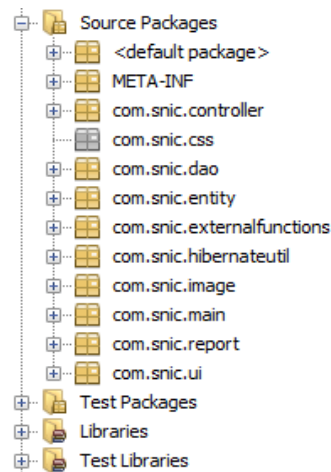 Source Packages
<default package>
META-INF
com.snic.controller
com.snic.css
com.snic.dao
com.snic.entity
com.snic.externalfunctions
com.snic.hibernateutil
com.snic.image
com.snic.main
com.snic.report
com.snic.ui
Test Packages
Libraries
Test Libraries